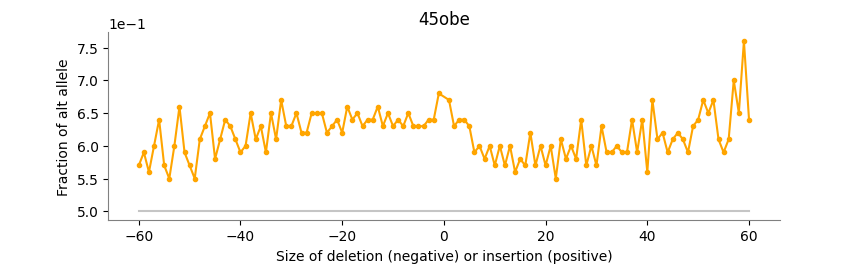 45obe
1e−1
7.5
7.0
6.5
6.0
5.5
5.0
Fraction of alt allele
−60 −40 −20 0 20 40 60
Size of deletion (negative) or insertion (positive)